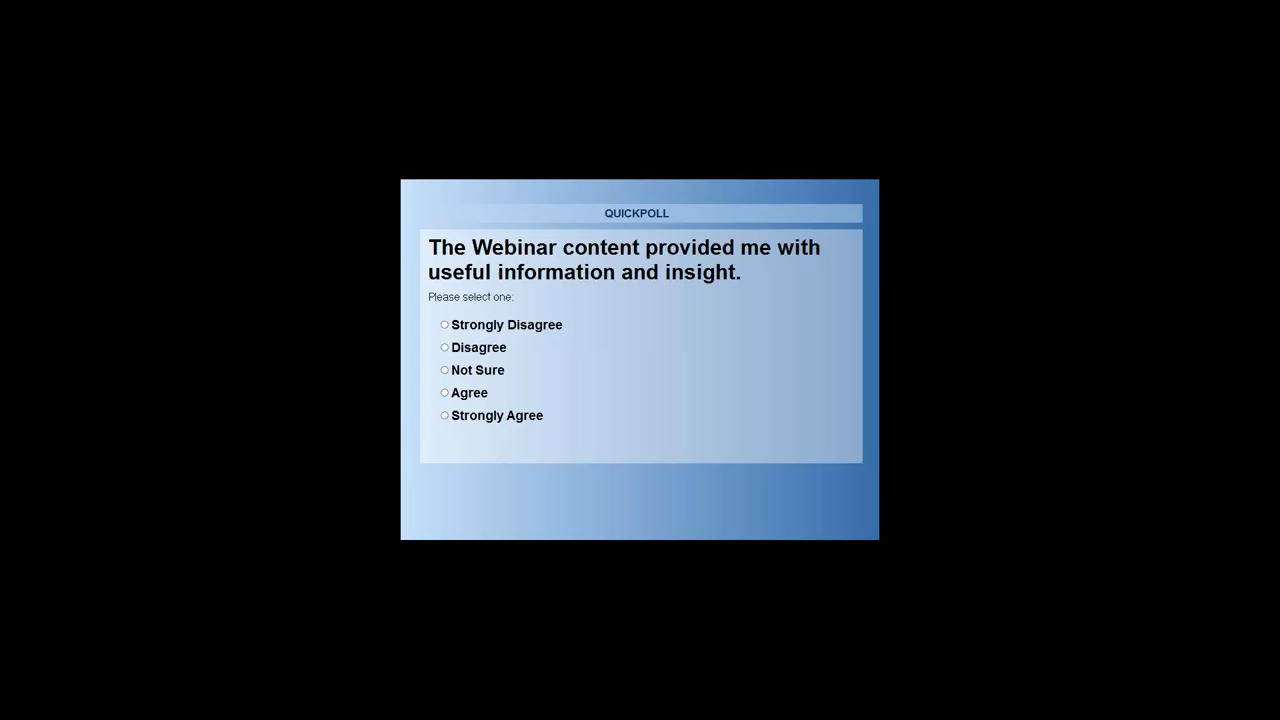 QUICKPOLL
The Webinar content provided me with
useful information and insight.
Please select one:
Strongly Disagree
Disagree
Not Sure
Agree
Strongly Agree